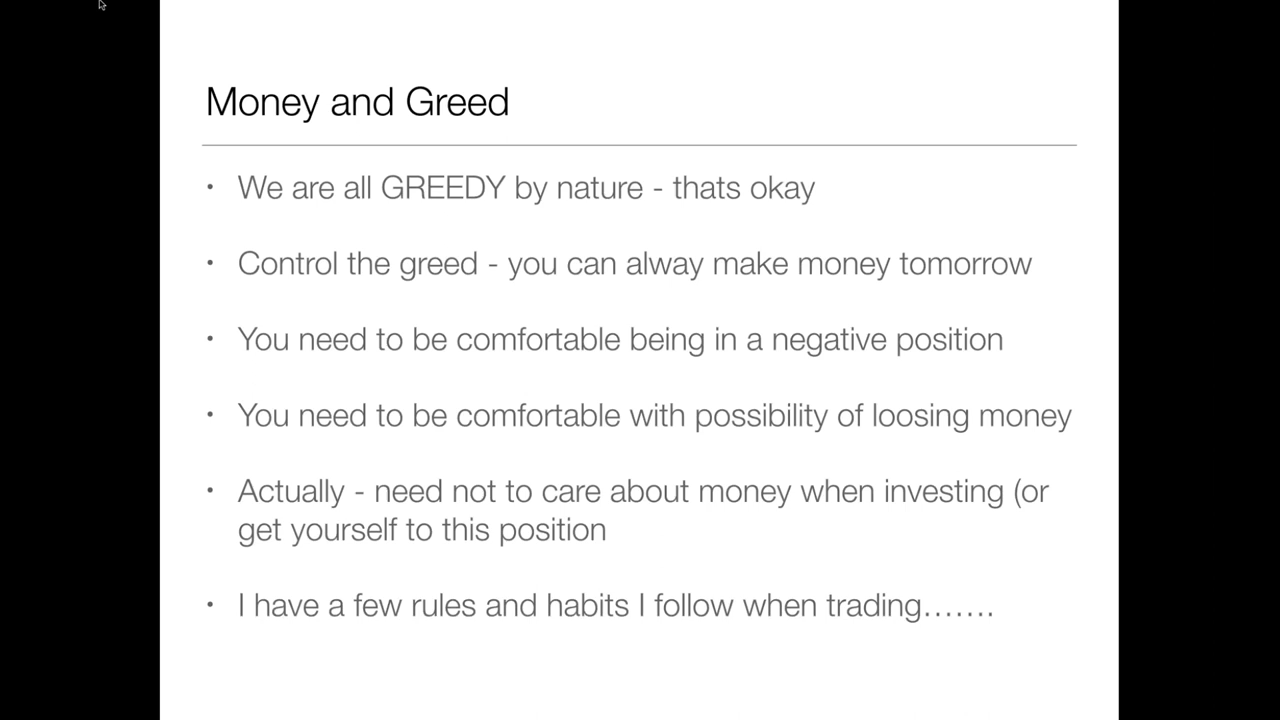 Money and Greed
• We are all GREEDY by nature - thats okay
• Control the greed - you can alway make money tomorrow
• You need to be comfortable being in a negative position
• You need to be comfortable with possibility of loosing money
• Actually - need not to care about money when investing (or
get yourself to this position
• I have a few rules and habits I follow when trading…….